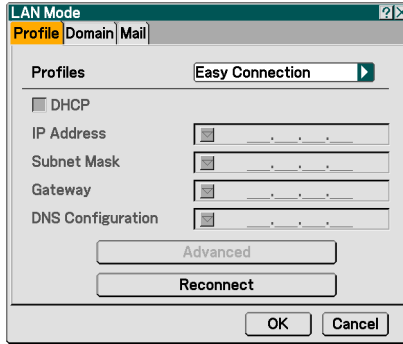 LAN Mode
Profile Domain Mail
Profiles Easy Connection
DHCP
IP Address
Subnet Mask
Gateway
DNS Configuration
Advanced
Reconnect
OK Cancel